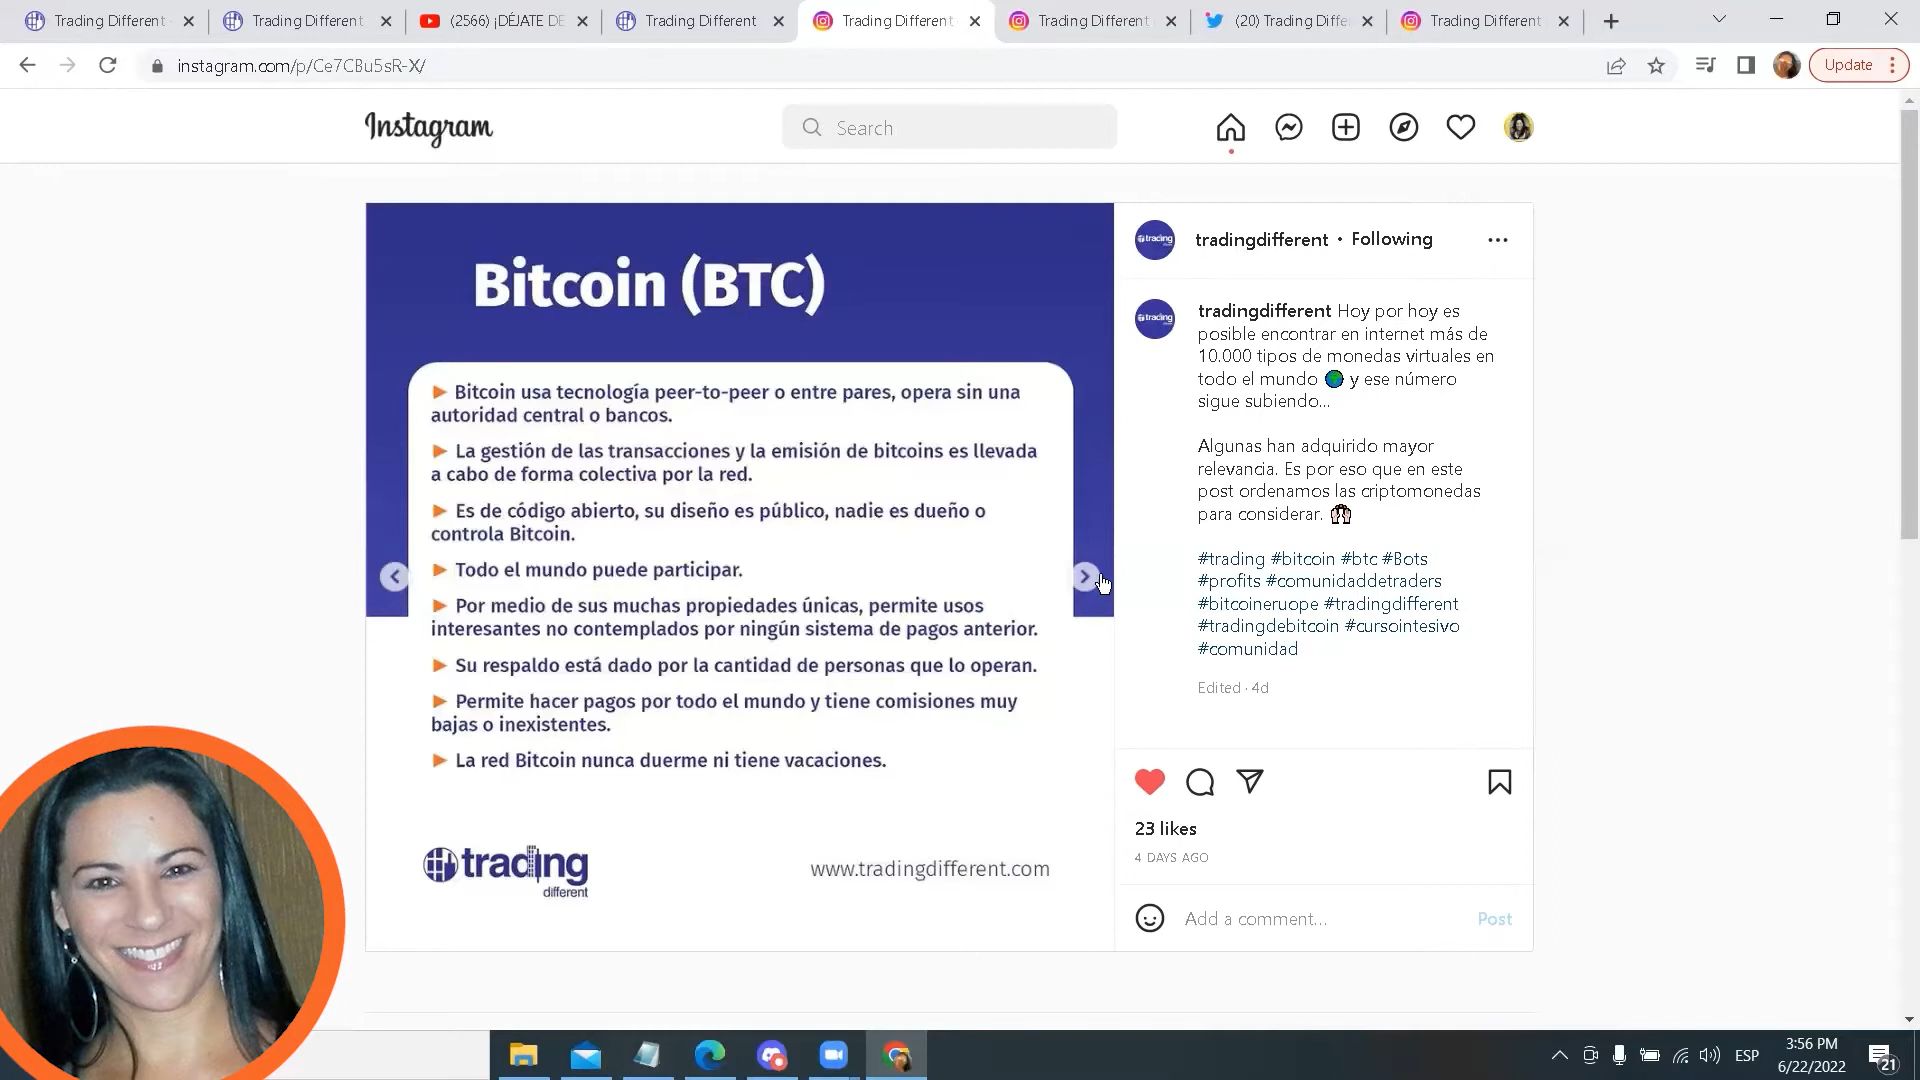 Trading Different
Trading Different
(2566) ¡DÉJATE DE
Trading Different
Trading Different
Trading Different
(20) Trading Diffe
Trading Different
instagram.com/p/Ce7CBu5sR-X/
Update
Instagram
Search
Bitcoin (BTC)
► Bitcoin usa tecnología peer-to-peer o entre pares, opera sin una
autoridad central o bancos.
► La gestión de las transacciones y la emisión de bitcoins es llevada
a cabo de forma colectiva por la red.
► Es de código abierto, su diseño es público, nadie es dueño o
controla Bitcoin.
► Todo el mundo puede participar.
► Por medio de sus muchas propiedades únicas, permite usos
interesantes no contemplados por ningún sistema de pagos anterior.
► Su respaldo está dado por la cantidad de personas que lo operan.
► Permite hacer pagos por todo el mundo y tiene comisiones muy
bajas o inexistentes.
► La red Bitcoin nunca duerme ni tiene vacaciones.
trading
different
www.tradingdifferent.com
trading
tradingdifferent • Following
trading
tradingdifferent Hoy por hoy es
posible encontrar en internet más de
10.000 tipos de monedas virtuales en
todo el mundo 🌍 y ese número
sigue subiendo...
Algunas han adquirido mayor
relevancia. Es por eso que en este
post ordenamos las criptomonedas
para considerar. 🙌
#trading #bitcoin #btc #Bots
#profits #comunidaddetraders
#bitcoineruope #tradingdifferent
#tradingdebitcoin #cursointesivo
#comunidad
Edited · 4d
23 likes
4 DAYS AGO
Add a comment...
Post
ESP
3:56 PM
6/22/2022
21